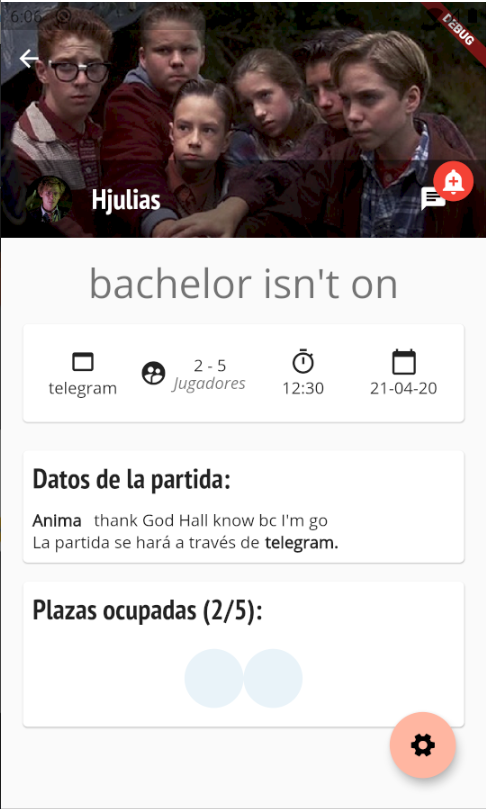 6:06
DEBUG
Hjulias
bachelor isn't on
telegram
2 - 5
Jugadores
12:30
21-04-20
Datos de la partida:
Anima thank God Hall know bc I'm go
La partida se hará a través de telegram.
Plazas ocupadas (2/5):